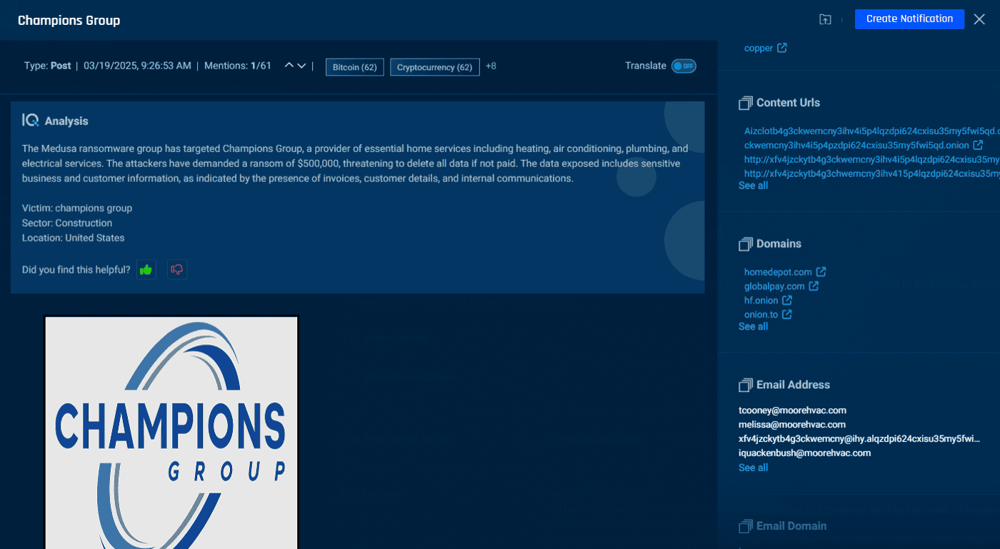 Champions Group
Create Notification
Type: Post | 03/19/2025, 9:26:53 AM | Mentions: 1/61 | Bitcoin (62) Cryptocurrency (62) +8
Translate OFF
IQ Analysis
The Medusa ransomware group has targeted Champions Group, a provider of essential home services including heating, air conditioning, plumbing, and
electrical services. The attackers have demanded a ransom of $500,000, threatening to delete all data if not paid. The data exposed includes sensitive
business and customer information, as indicated by the presence of invoices, customer details, and internal communications.
Victim: champions group
Sector: Construction
Location: United States
Did you find this helpful?
CHAMPIONS
GROUP
copper
Content Urls
Aizclotb4g3ckwemcny3ihv4i5p4lqzdpi624cxisu35my5fwi5qd.o
ckwemcny3ihv4i5p4pzdpi624cxisu35my5fwi5qd.onion
http://xfv4jzckytb4g3ckwemcny3ihv4i5p4lqzdpi624cxisu35my
http://xfv4jzckytb4g3chwemcny3ihv415p4lqzdpi624cxisu35my
See all
Domains
homedepot.com
globalpay.com
hf.onion
onion.to
See all
Email Address
tcooney@moorehvac.com
melissa@moorehvac.com
xfv4jzckytb4g3ckwemcny@ihy.alqzdpi624cxisu35my5fwi...
iquackenbush@moorehvac.com
See all
Email Domain